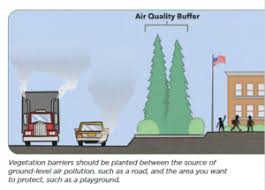 Air Quality Buffer
Vegetation barriers should be planted between the source of
ground-level air pollution, such as a road, and the area you want
to protect, such as a playground.